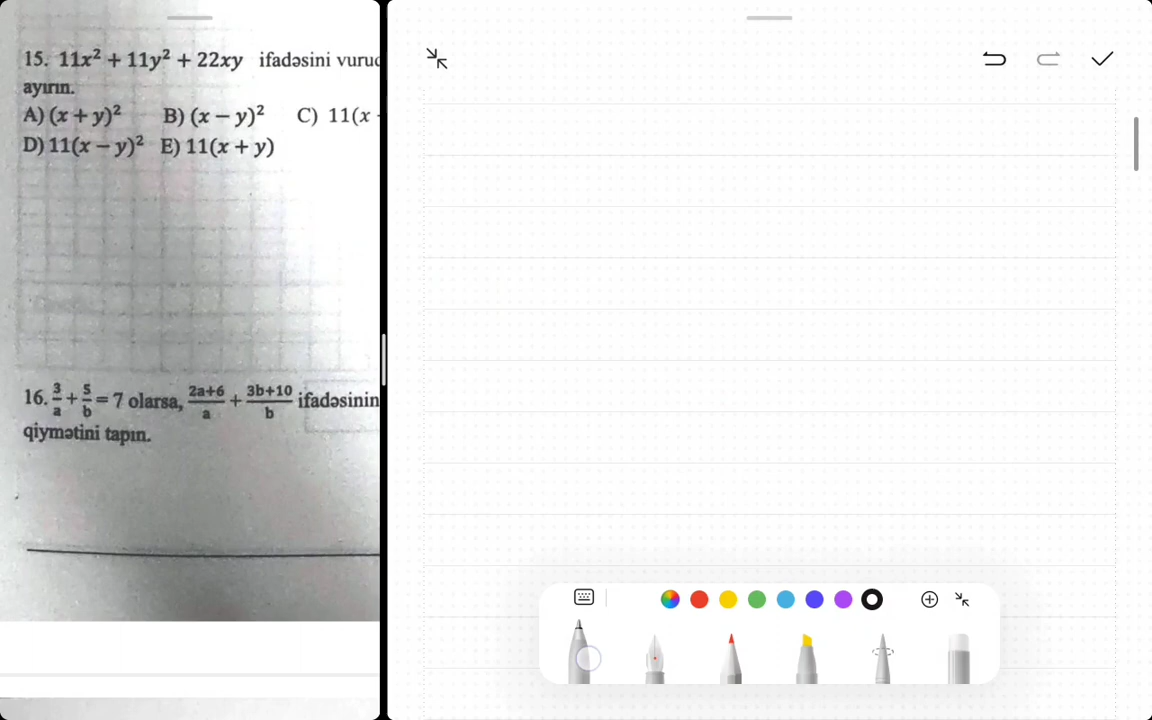 15. 11x² + 11y² + 22xy ifadəsini
ayırın.
A) (x + y)² B) (x − y)² C) 11(x
D) 11(x − y)² E) 11(x + y)
16. 3/a + 5/b = 7 olarsa, 2a+6/a + 3b+10/b ifadəsinin
qiymətini tapın.